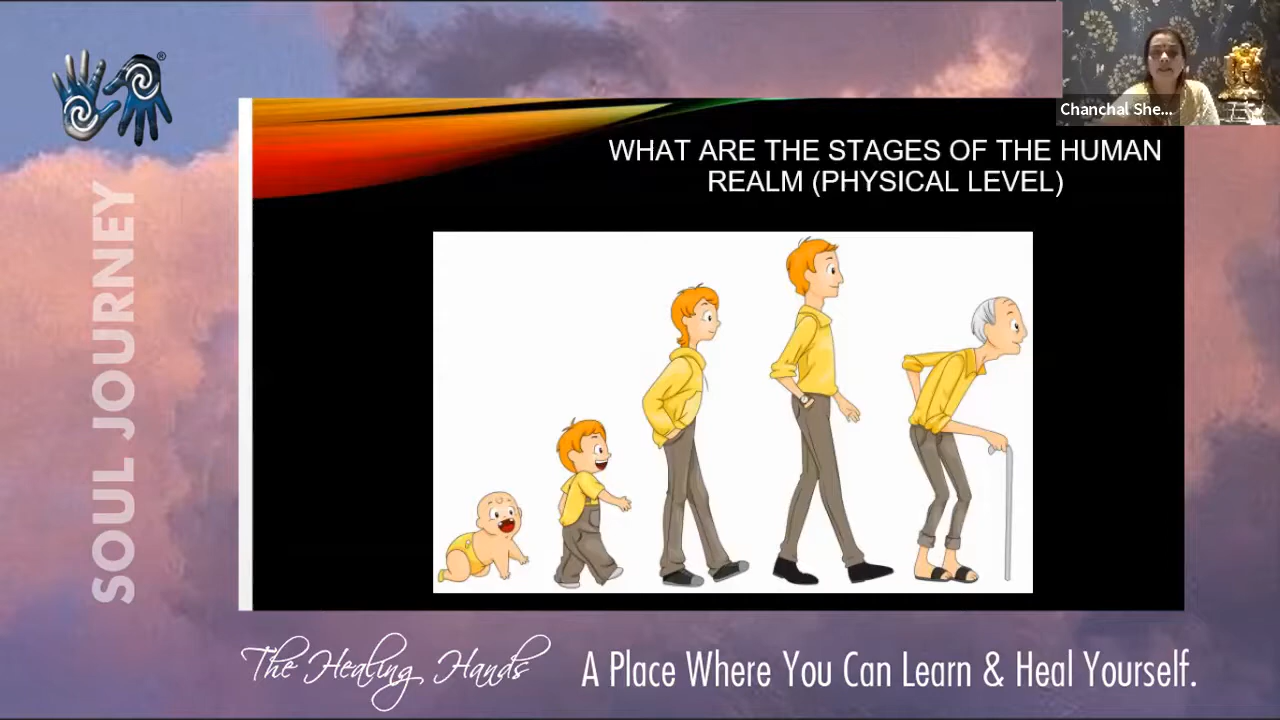 ®
Chanchal She...
WHAT ARE THE STAGES OF THE HUMAN
REALM (PHYSICAL LEVEL)
SOUL JOURNEY
The Healing Hands
A Place Where You Can Learn & Heal Yourself.